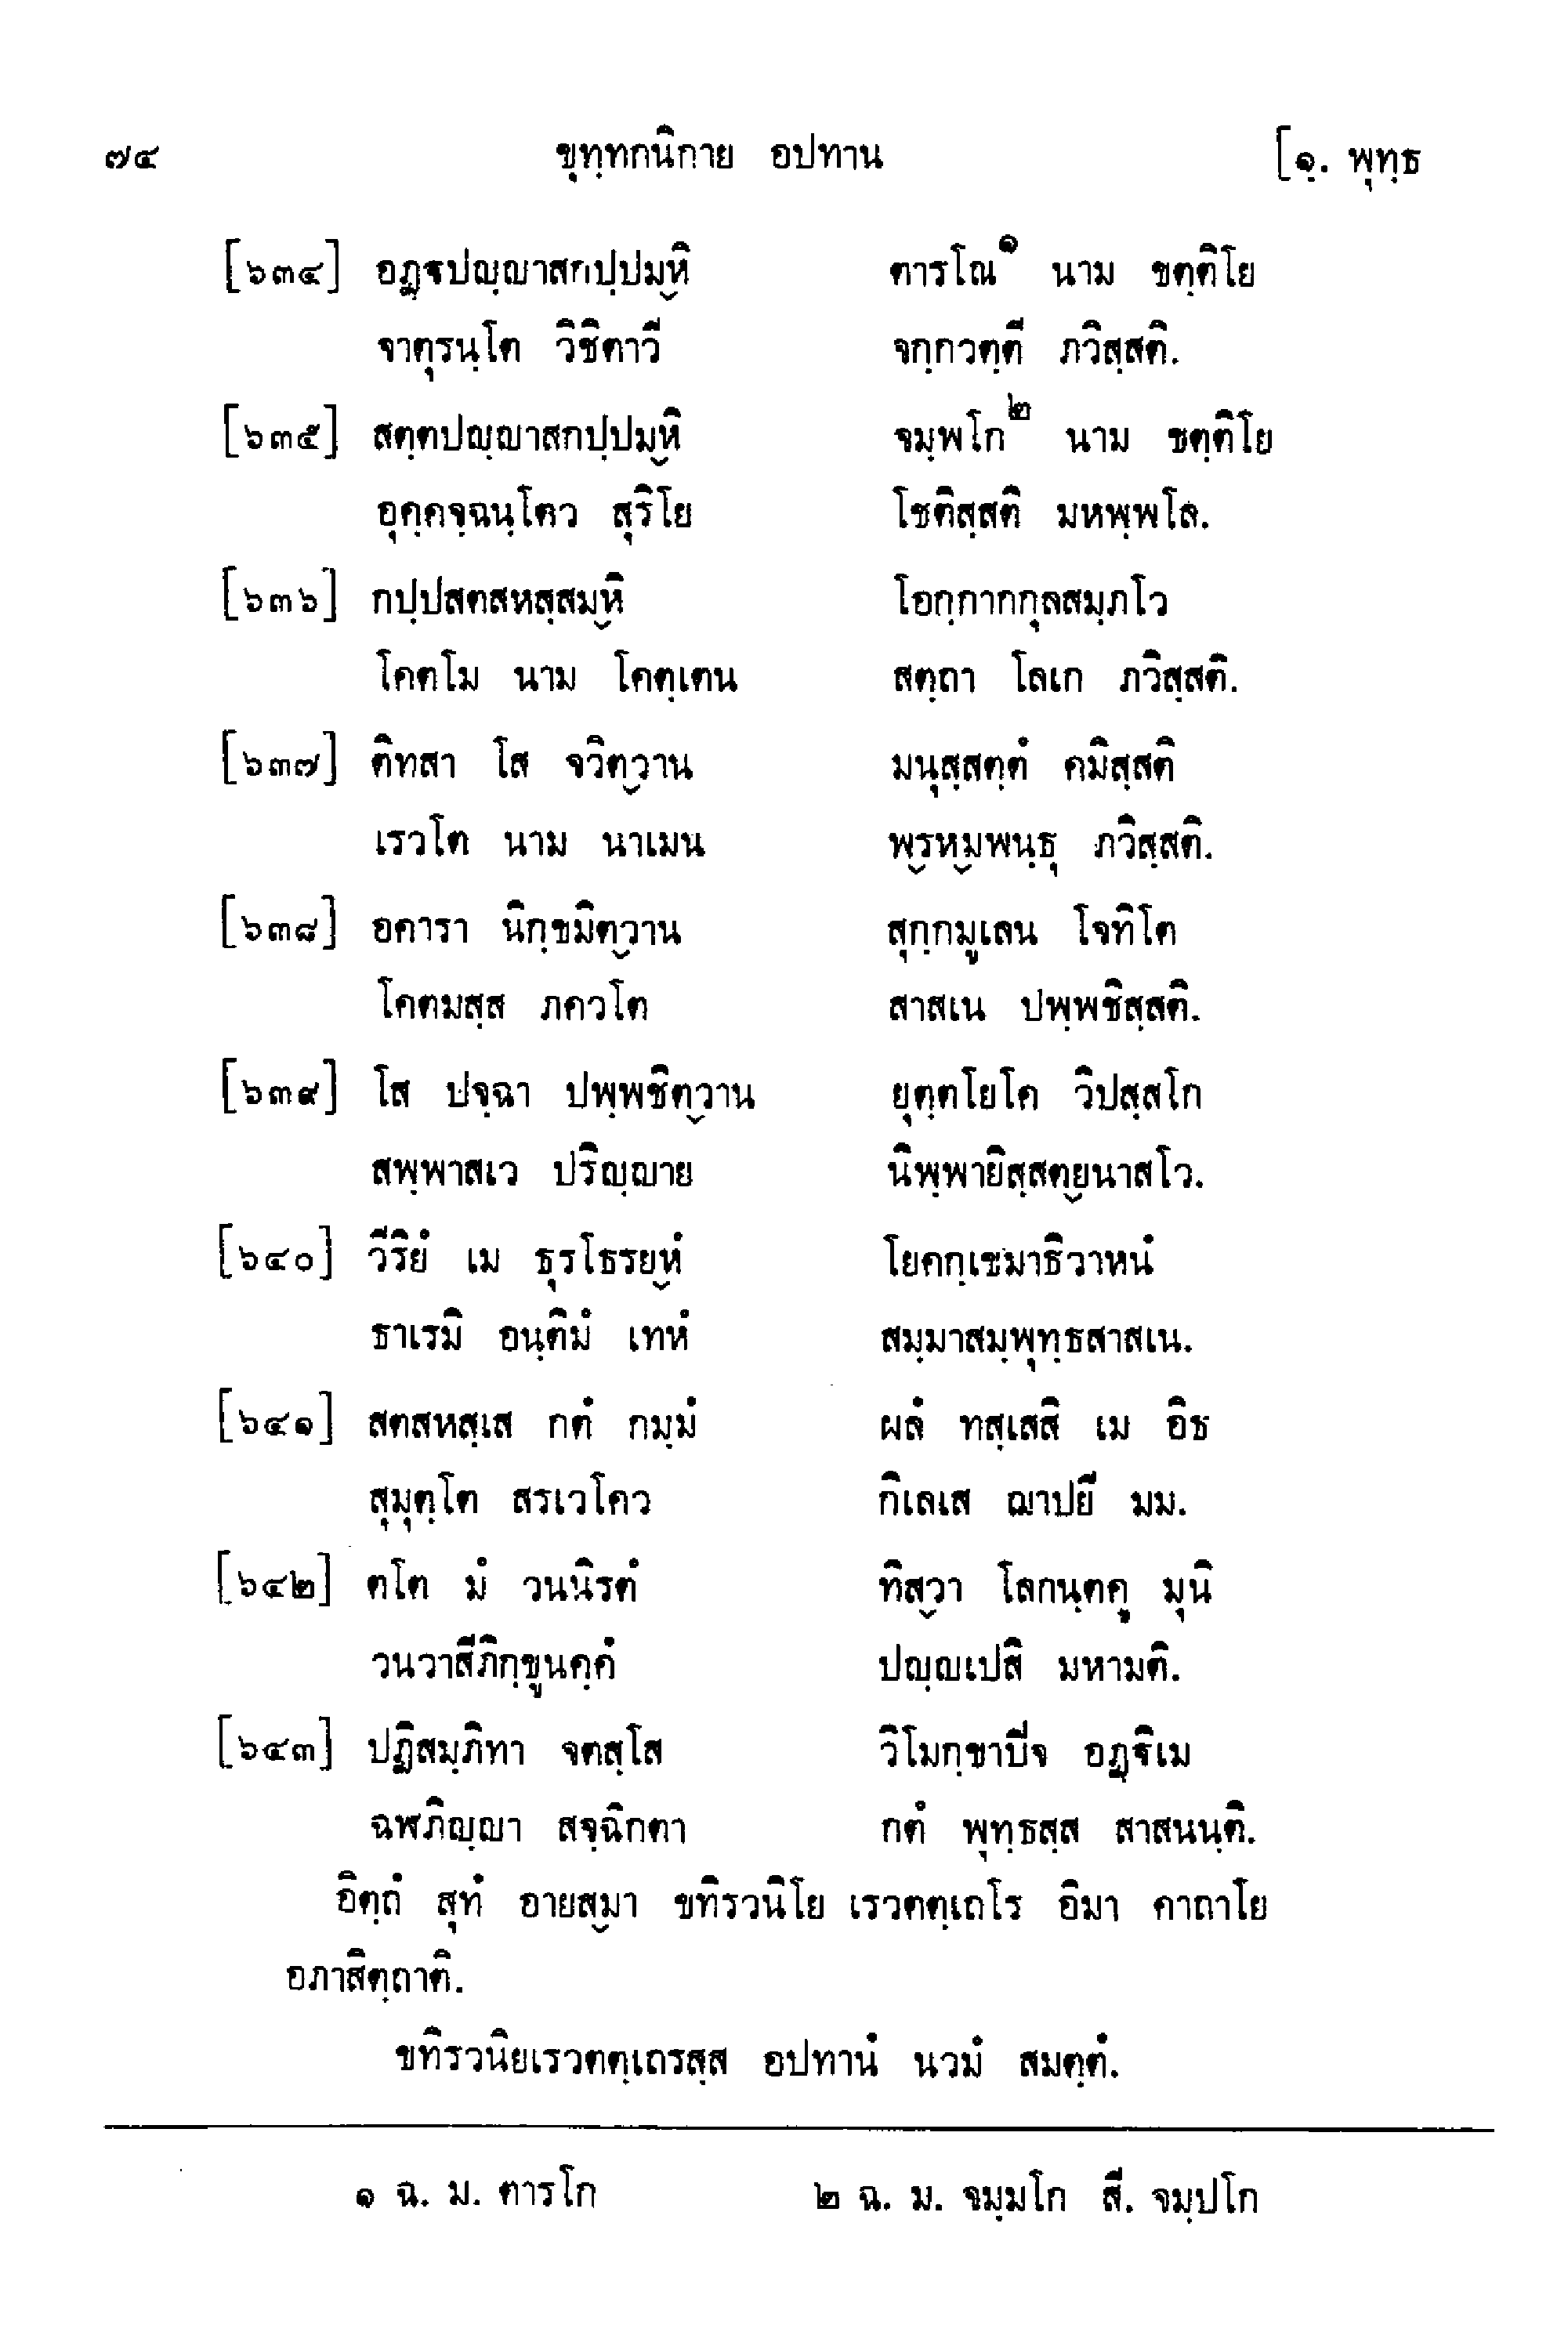 ๗๔ ขุทฺทกนิกาย อปทาน [๑. พุทฺธ
[๖๓๔] อฏฺฐปญฺญาสกปฺปมฺหิ ตารโณ๑ นาม ขตฺติโย
จาตุรนฺโต วิชิตาวี จกฺกวตฺตี ภวิสฺสติ.
[๖๓๕] สตฺตปญฺญาสกปฺปมฺหิ จมฺพโก๒ นาม ขตฺติโย
อุคฺคจฺฉนฺโตว สุริโย โชติสฺสติ มหพฺพโล.
[๖๓๖] กปฺปสตสหสฺสมฺหิ โอกฺกากกุลสมฺภโว
โคตโม นาม โคตฺเตน สตฺถา โลเก ภวิสฺสติ.
[๖๓๗] ติทสา โส จวิตฺวาน มนุสฺสตฺตํ คมิสฺสติ
เรวโต นาม นาเมน พฺรหฺมพนฺธุ ภวิสฺสติ.
[๖๓๘] อคารา นิกฺขมิตฺวาน สุกฺกมูเลน โจทิโต
โคตมสฺส ภควโต สาสเน ปพฺพชิสฺสติ.
[๖๓๙] โส ปจฺฉา ปพฺพชิตฺวาน ยุตฺตโยโค วิปสฺสโก
สพฺพาสเว ปริญฺญาย นิพฺพายิสฺสตฺยนาสโว.
[๖๔๐] วีริยํ เม ธุรโธรยฺหํ โยคกฺเขมาธิวาหนํ
ธาเรมิ อนฺติมํ เทหํ สมฺมาสมฺพุทฺธสาสเน.
[๖๔๑] สตสหสฺเส กตํ กมฺมํ ผลํ ทสฺเสสิ เม อิธ
สุมุตฺโต สรเวโคว กิเลเส ฌาปยี มม.
[๖๔๒] ตโต มํ วนนิรตํ ทิสฺวา โลกนฺตคู มุนิ
วนวาสีภิกฺขูนคฺคํ ปญฺญเปสิ มหามติ.
[๖๔๓] ปฏิสมฺภิทา จตสฺโส วิโมกฺขาปิจ อฏฺฐิเม
ฉฬภิญฺญา สจฺฉิกตา กตํ พุทฺธสฺส สาสนนฺติ.
อิตฺถํ สุทํ อายสฺมา ขทิรวนิโย เรวตตฺเถโร อิมา คาถาโย
อภาสิตฺถาติ.
ขทิรวนิยเรวตตฺเถรสฺส อปทานํ นวมํ สมตฺตํ.
๑ ฉ. ม. ตารโก ๒ ฉ. ม. จมฺมโก สี. จมฺปโก